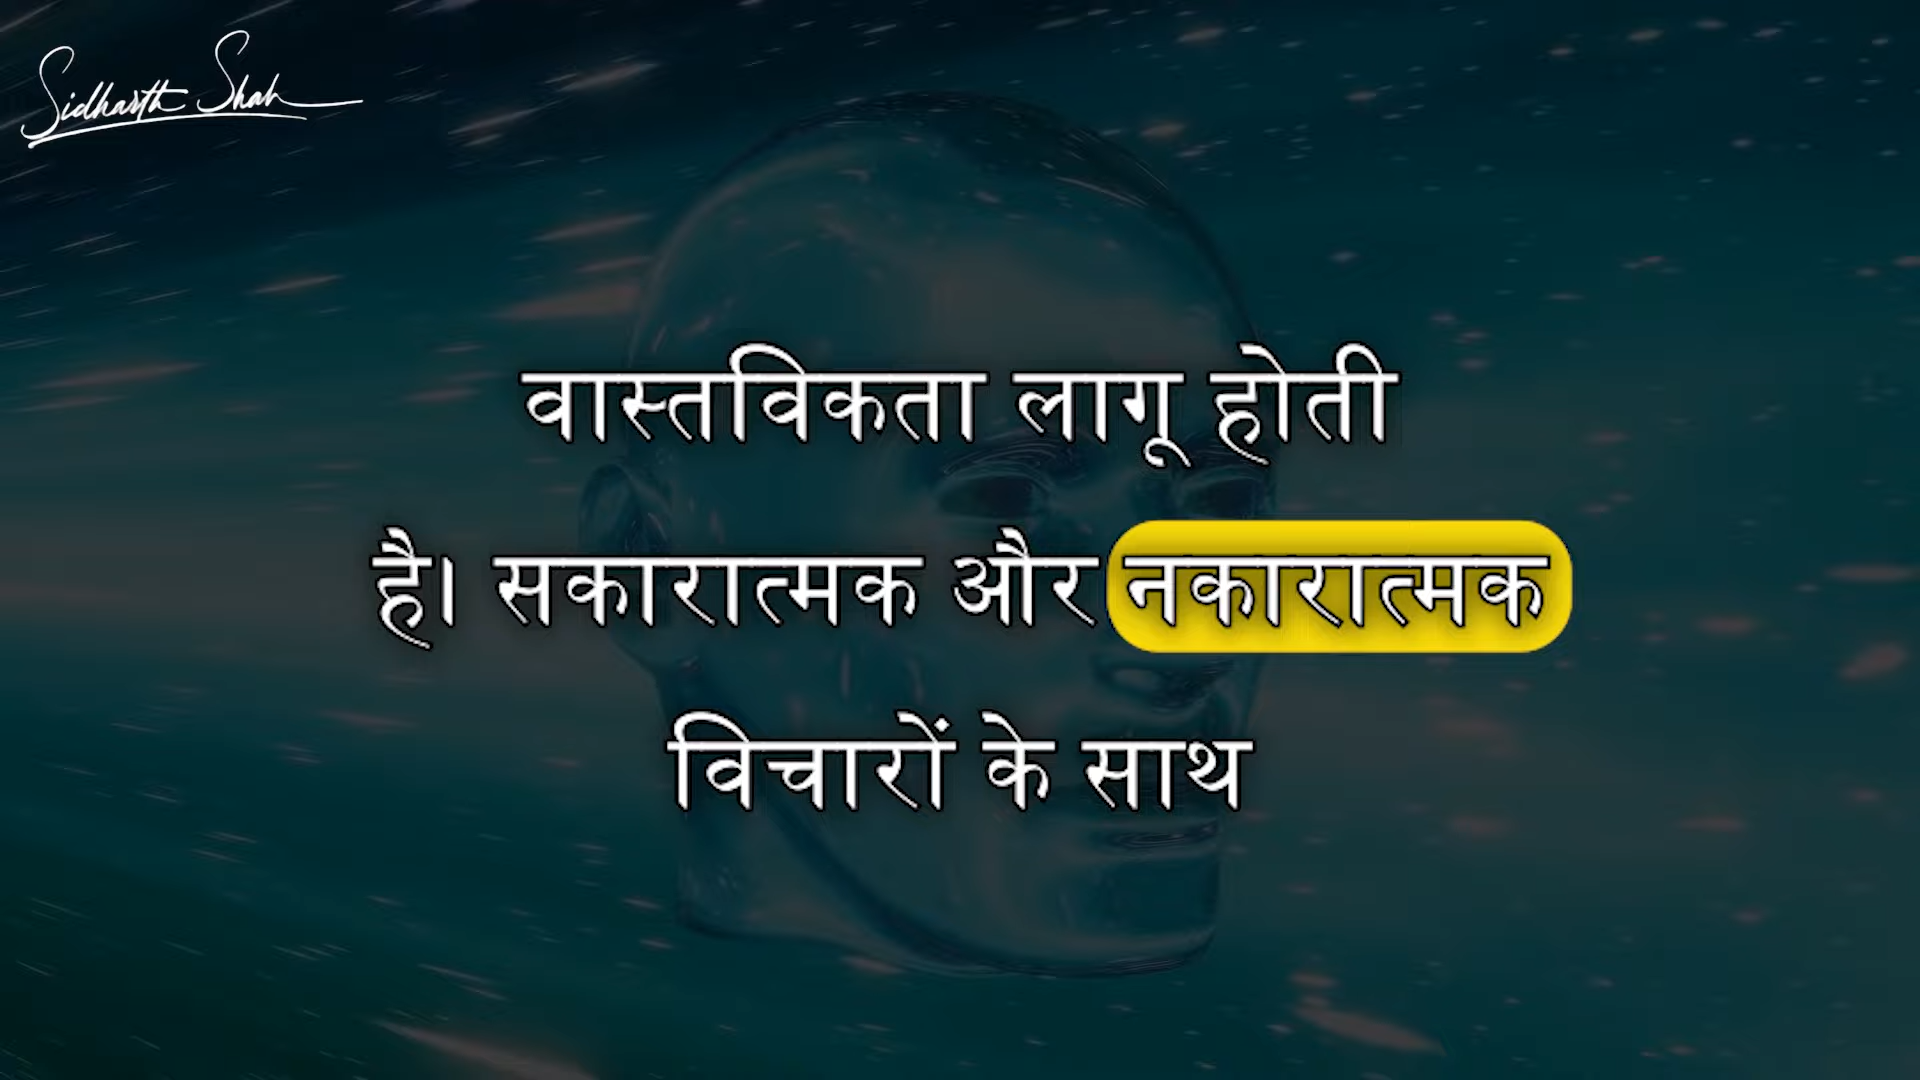 Sidharth Shah
वास्तविकता लागू होती
है। सकारात्मक और नकारात्मक
विचारों के साथ